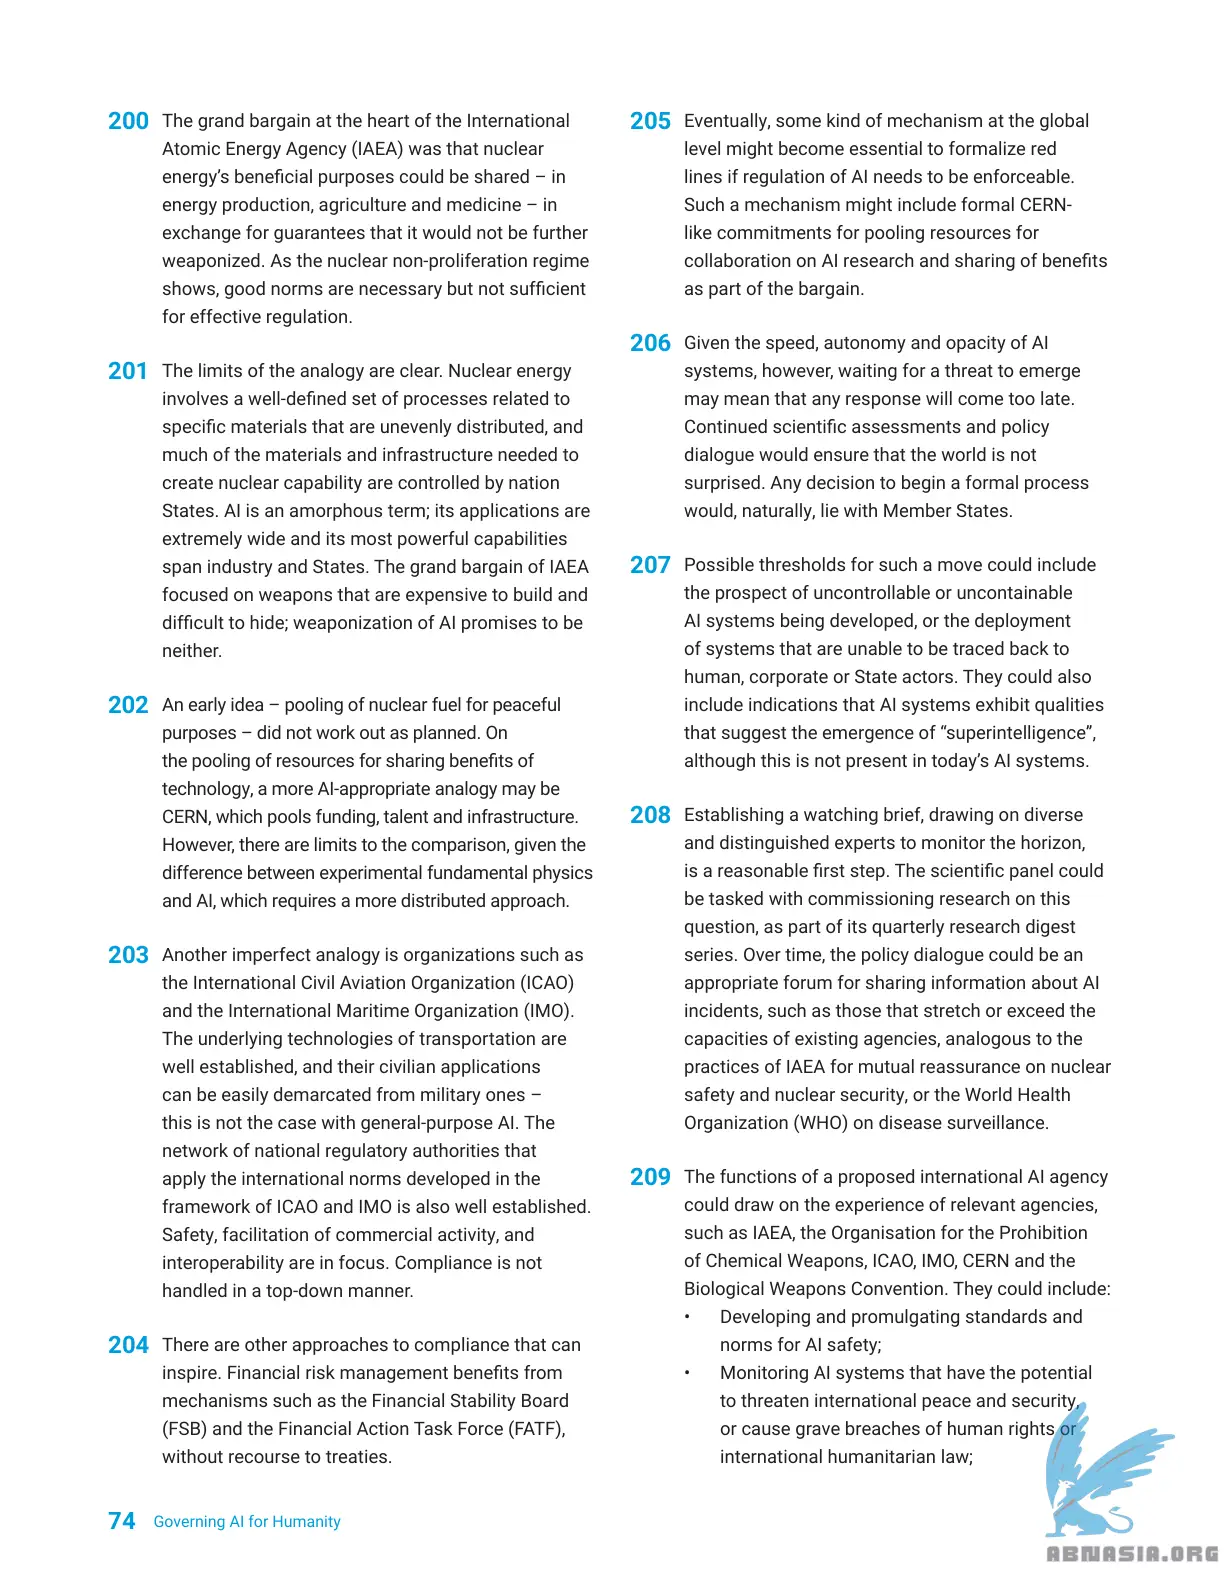 200 The grand bargain at the heart of the International
Atomic Energy Agency (IAEA) was that nuclear
energy’s beneficial purposes could be shared – in
energy production, agriculture and medicine – in
exchange for guarantees that it would not be further
weaponized. As the nuclear non-proliferation regime
shows, good norms are necessary but not sufficient
for effective regulation.
201 The limits of the analogy are clear. Nuclear energy
involves a well-defined set of processes related to
specific materials that are unevenly distributed, and
much of the materials and infrastructure needed to
create nuclear capability are controlled by nation
States. AI is an amorphous term; its applications are
extremely wide and its most powerful capabilities
span industry and States. The grand bargain of IAEA
focused on weapons that are expensive to build and
difficult to hide; weaponization of AI promises to be
neither.
202 An early idea – pooling of nuclear fuel for peaceful
purposes – did not work out as planned. On
the pooling of resources for sharing benefits of
technology, a more AI-appropriate analogy may be
CERN, which pools funding, talent and infrastructure.
However, there are limits to the comparison, given the
difference between experimental fundamental physics
and AI, which requires a more distributed approach.
203 Another imperfect analogy is organizations such as
the International Civil Aviation Organization (ICAO)
and the International Maritime Organization (IMO).
The underlying technologies of transportation are
well established, and their civilian applications
can be easily demarcated from military ones –
this is not the case with general-purpose AI. The
network of national regulatory authorities that
apply the international norms developed in the
framework of ICAO and IMO is also well established.
Safety, facilitation of commercial activity, and
interoperability are in focus. Compliance is not
handled in a top-down manner.
204 There are other approaches to compliance that can
inspire. Financial risk management benefits from
mechanisms such as the Financial Stability Board
(FSB) and the Financial Action Task Force (FATF),
without recourse to treaties.
205 Eventually, some kind of mechanism at the global
level might become essential to formalize red
lines if regulation of AI needs to be enforceable.
Such a mechanism might include formal CERN-
like commitments for pooling resources for
collaboration on AI research and sharing of benefits
as part of the bargain.
206 Given the speed, autonomy and opacity of AI
systems, however, waiting for a threat to emerge
may mean that any response will come too late.
Continued scientific assessments and policy
dialogue would ensure that the world is not
surprised. Any decision to begin a formal process
would, naturally, lie with Member States.
207 Possible thresholds for such a move could include
the prospect of uncontrollable or uncontainable
AI systems being developed, or the deployment
of systems that are unable to be traced back to
human, corporate or State actors. They could also
include indications that AI systems exhibit qualities
that suggest the emergence of “superintelligence”,
although this is not present in today’s AI systems.
208 Establishing a watching brief, drawing on diverse
and distinguished experts to monitor the horizon,
is a reasonable first step. The scientific panel could
be tasked with commissioning research on this
question, as part of its quarterly research digest
series. Over time, the policy dialogue could be an
appropriate forum for sharing information about AI
incidents, such as those that stretch or exceed the
capacities of existing agencies, analogous to the
practices of IAEA for mutual reassurance on nuclear
safety and nuclear security, or the World Health
Organization (WHO) on disease surveillance.
209 The functions of a proposed international AI agency
could draw on the experience of relevant agencies,
such as IAEA, the Organisation for the Prohibition
of Chemical Weapons, ICAO, IMO, CERN and the
Biological Weapons Convention. They could include:
• Developing and promulgating standards and
norms for AI safety;
• Monitoring AI systems that have the potential
to threaten international peace and security,
or cause grave breaches of human rights or
international humanitarian law;
74 Governing AI for Humanity
ABNASIA.ORG